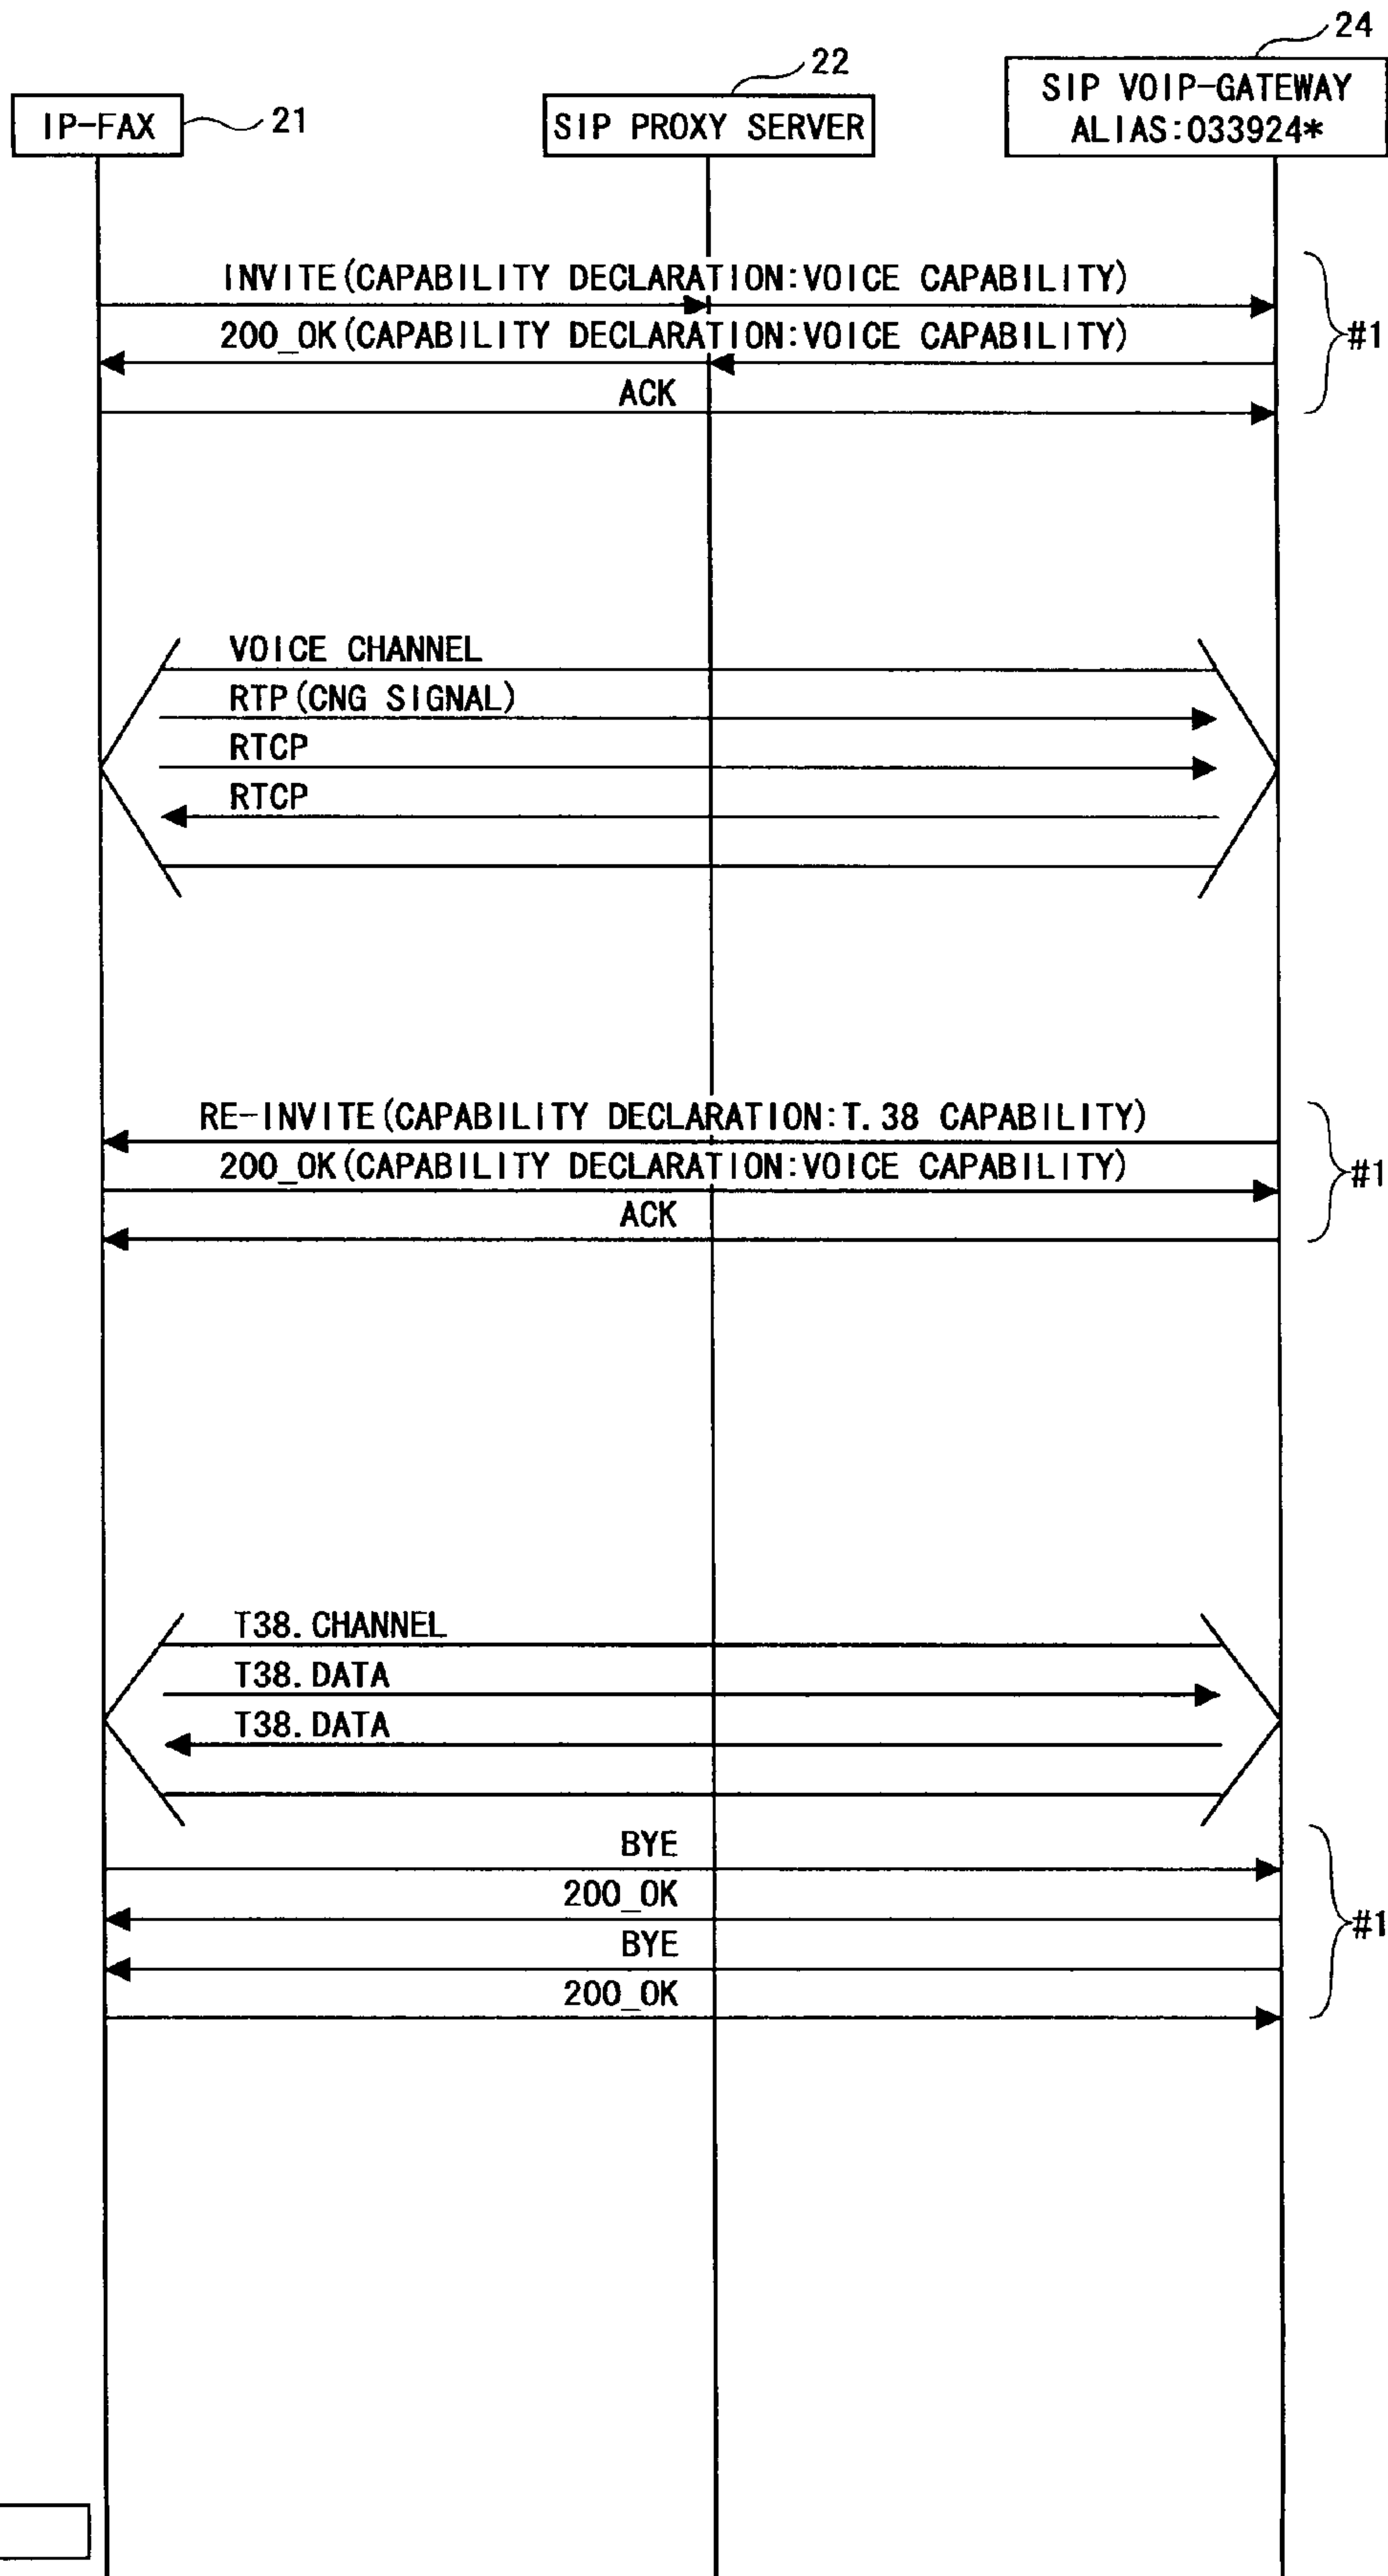 24
22
SIP VOIP-GATEWAY
ALIAS:033924*
IP-FAX
21
SIP PROXY SERVER
INVITE(CAPABILITY DECLARATION:VOICE CAPABILITY)
200_OK(CAPABILITY DECLARATION:VOICE CAPABILITY)
#1
ACK
VOICE CHANNEL
RTP(CNG SIGNAL)
RTCP
RTCP
RE-INVITE(CAPABILITY DECLARATION:T.38 CAPABILITY)
200_OK(CAPABILITY DECLARATION:VOICE CAPABILITY)
#1
ACK
T38.CHANNEL
T38.DATA
T38.DATA
BYE
200_OK
#1
BYE
200_OK